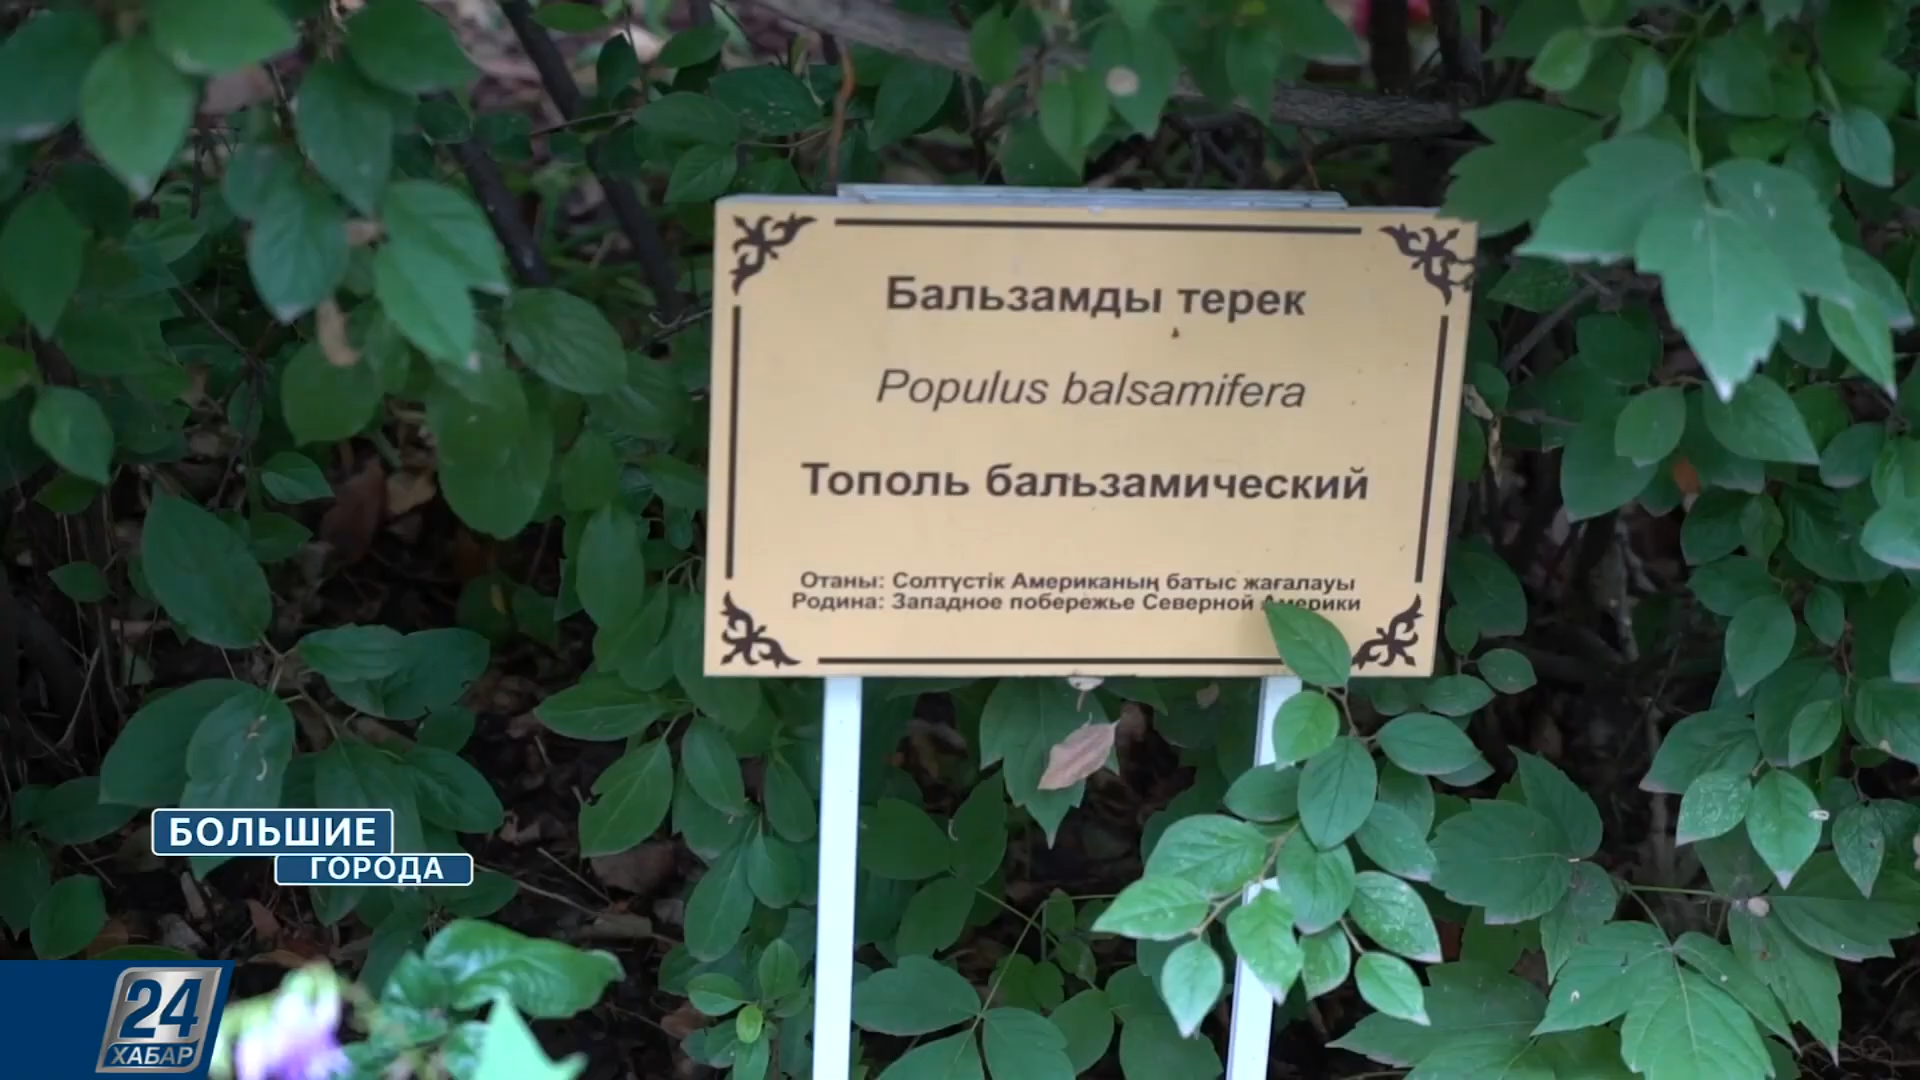 Бальзамды терек
Populus balsamifera
Тополь бальзамический
Отаны: Солтүстік Американың батыс жағалауы
Родина: Западное побережье Северной Америки
БОЛЬШИЕ
ГОРОДА
24
ХАБАР